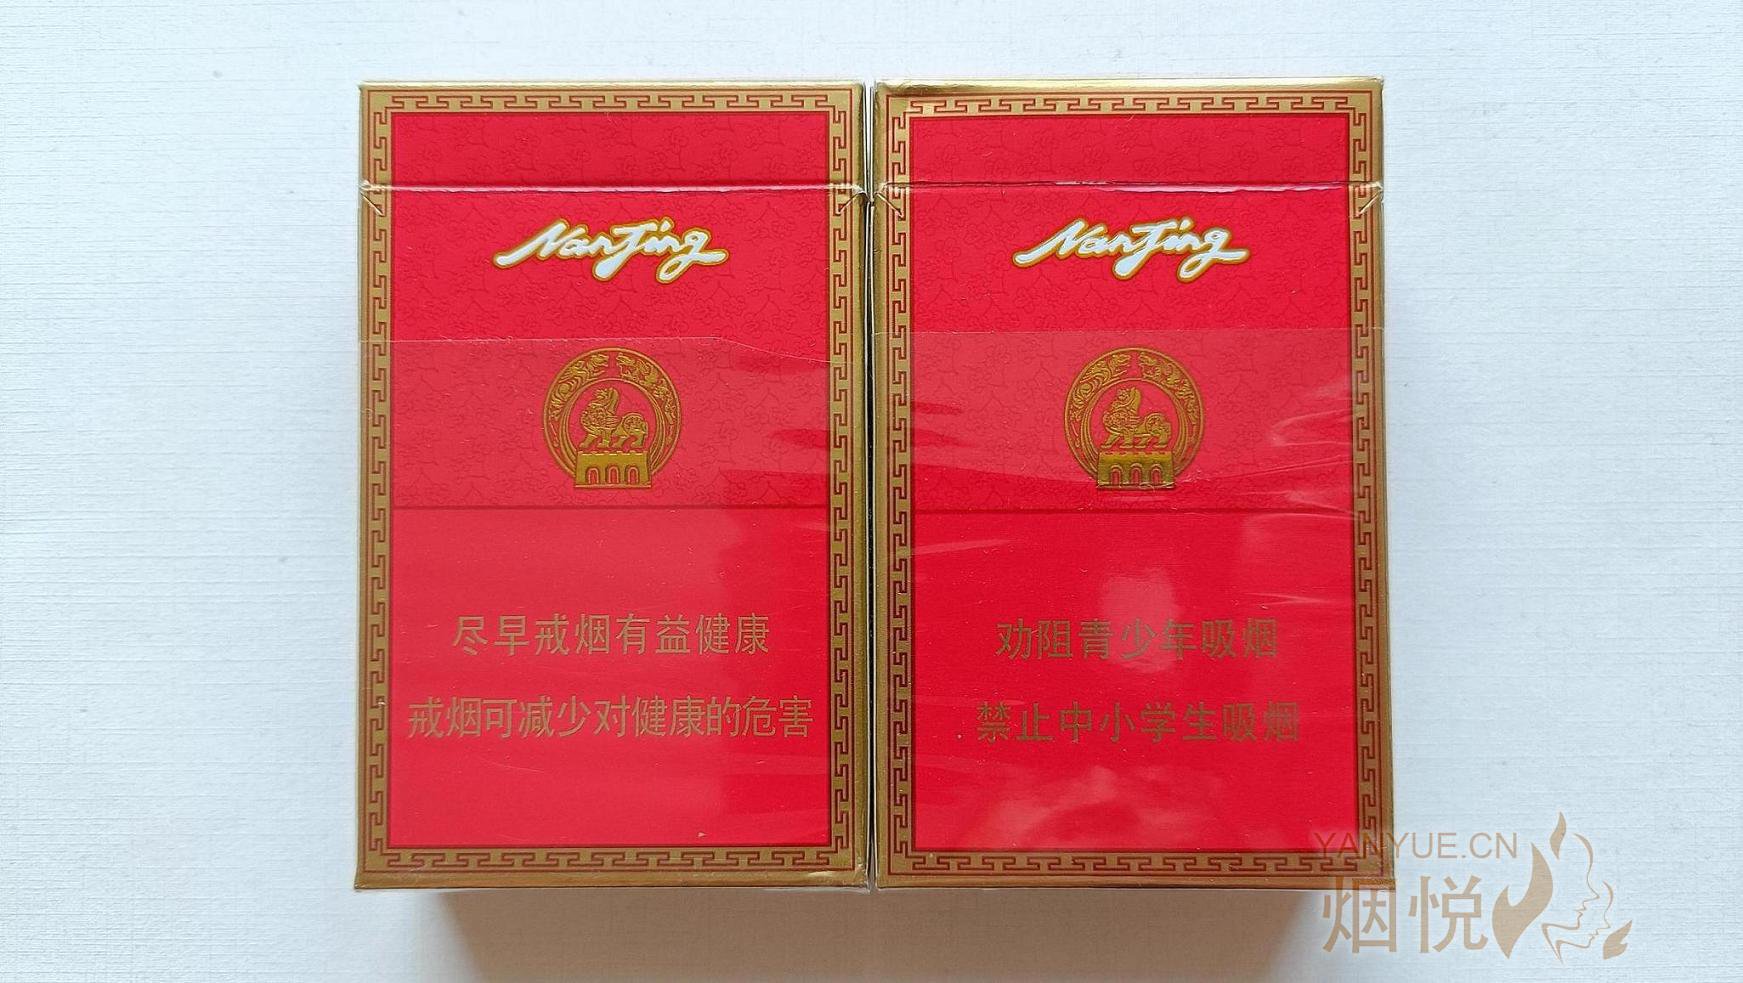 NanJing
尽早戒烟有益健康
戒烟可减少对健康的危害
NanJing
劝阻青少年吸烟
禁止中小学生吸烟
YANYUE.CN
烟悦